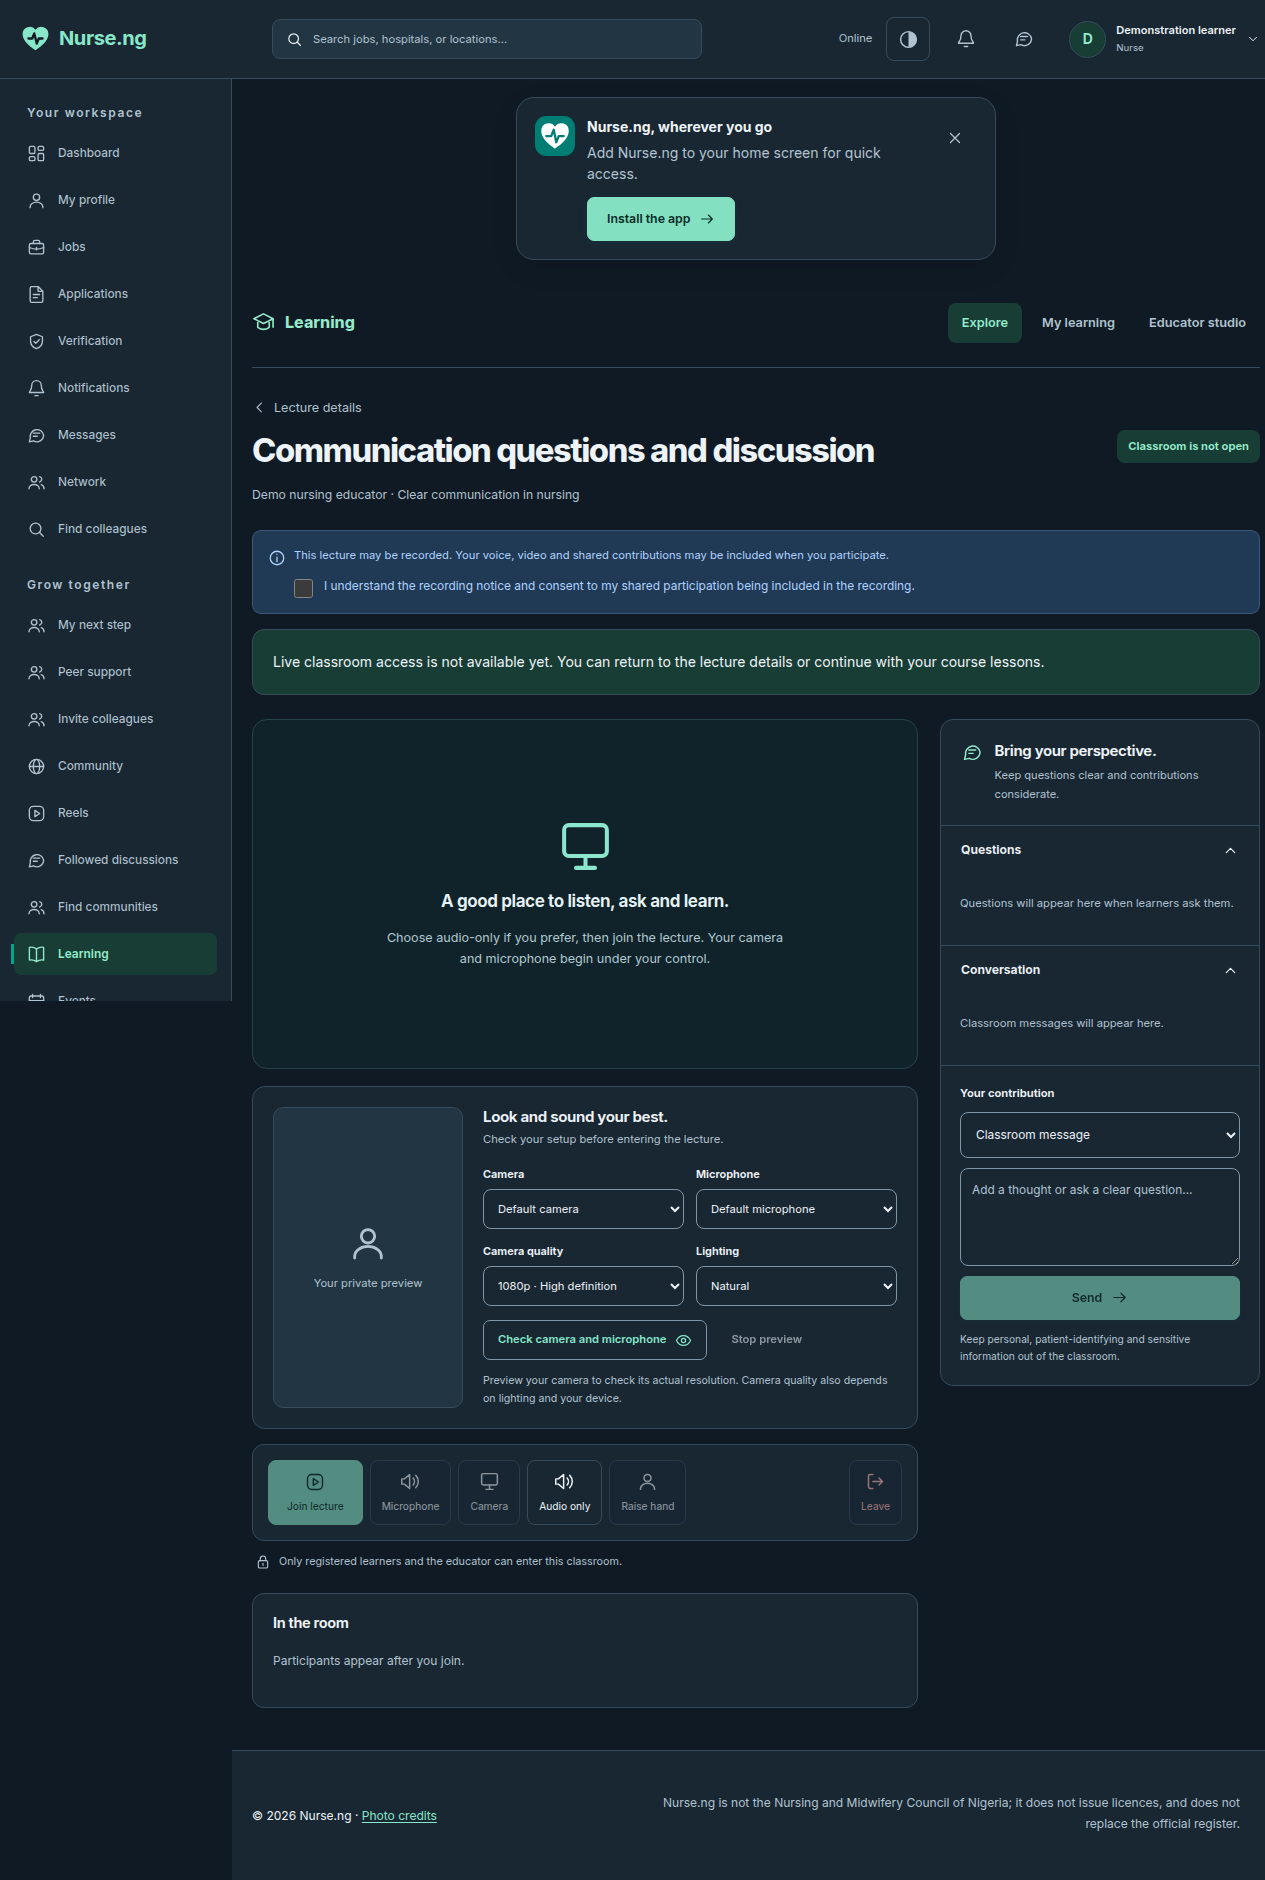 Nurse.ng
Search jobs, hospitals, or locations...
Online
D
Demonstration learner
Nurse
Your workspace
Dashboard
My profile
Jobs
Applications
Verification
Notifications
Messages
Network
Find colleagues
Grow together
My next step
Peer support
Invite colleagues
Community
Reels
Followed discussions
Find communities
Learning
Events
Nurse.ng, wherever you go
Add Nurse.ng to your home screen for quick
access.
Install the app
Learning
Explore
My learning
Educator studio
Lecture details
Communication questions and discussion
Classroom is not open
Demo nursing educator · Clear communication in nursing
This lecture may be recorded. Your voice, video and shared contributions may be included when you participate.
I understand the recording notice and consent to my shared participation being included in the recording.
Live classroom access is not available yet. You can return to the lecture details or continue with your course lessons.
A good place to listen, ask and learn.
Choose audio-only if you prefer, then join the lecture. Your camera
and microphone begin under your control.
Your private preview
Look and sound your best.
Check your setup before entering the lecture.
Camera
Microphone
Default camera
Default microphone
Camera quality
Lighting
1080p · High definition
Natural
Check camera and microphone
Stop preview
Preview your camera to check its actual resolution. Camera quality also depends
on lighting and your device.
Join lecture
Microphone
Camera
Audio only
Raise hand
Leave
Only registered learners and the educator can enter this classroom.
In the room
Participants appear after you join.
Bring your perspective.
Keep questions clear and contributions
considerate.
Questions
Questions will appear here when learners ask them.
Conversation
Classroom messages will appear here.
Your contribution
Classroom message
Add a thought or ask a clear question...
Send
Keep personal, patient-identifying and sensitive
information out of the classroom.
© 2026 Nurse.ng · Photo credits
Nurse.ng is not the Nursing and Midwifery Council of Nigeria; it does not issue licences, and does not
replace the official register.